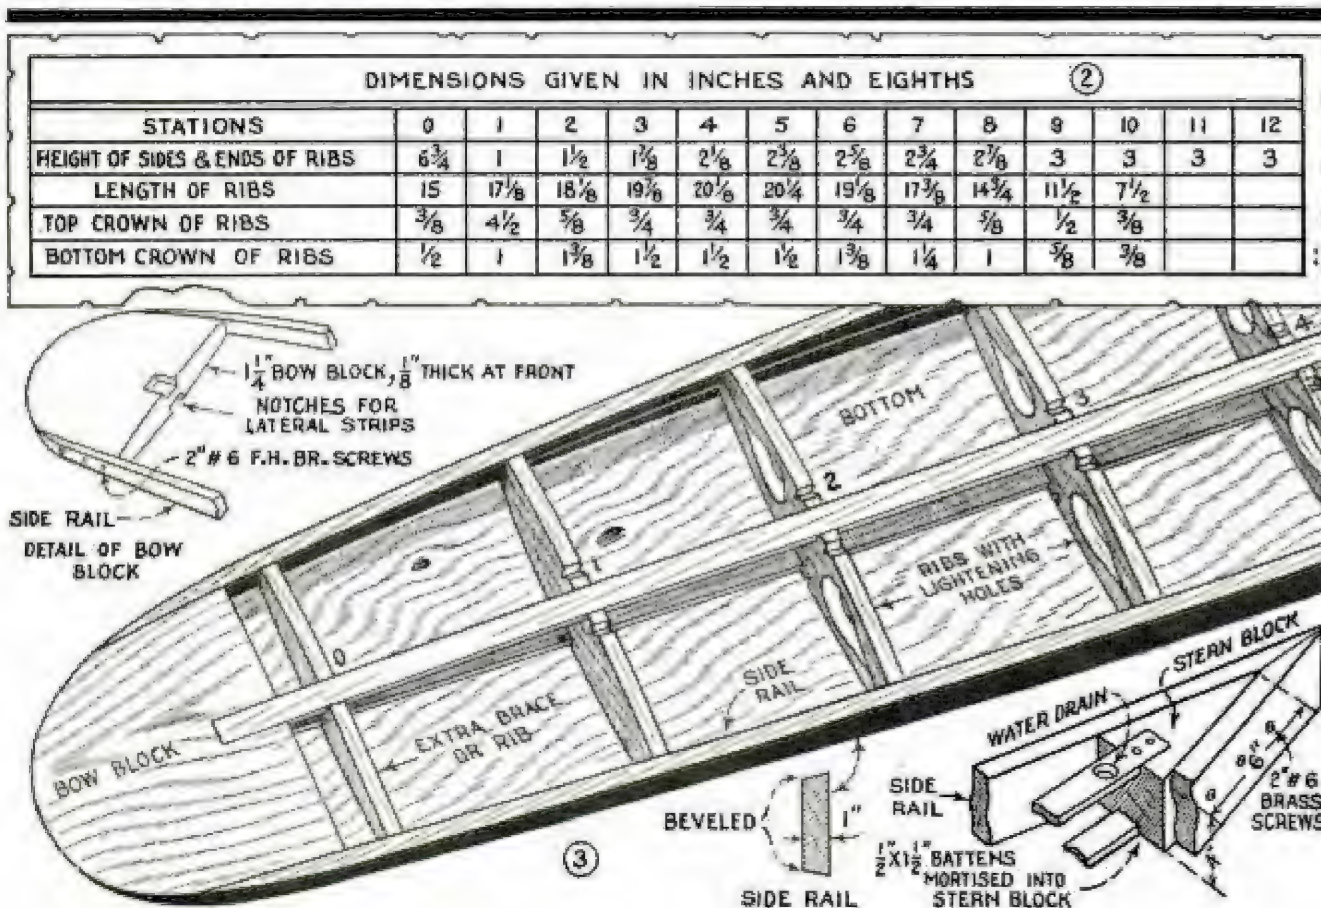 DIMENSIONS GIVEN IN INCHES AND EIGHTHS ②
STATIONS 0 1 2 3 4 5 6 7 8 9 10 11 12
HEIGHT OF SIDES & ENDS OF RIBS 6¾ 1 1½ 1⅞ 2⅛ 2⅜ 2⅝ 2¾ 2⅞ 3 3 3 3
LENGTH OF RIBS 15 17⅛ 18⅛ 19⅞ 20⅛ 20¼ 19⅛ 17⅜ 14¾ 11½ 7½
TOP CROWN OF RIBS ⅜ 4½ ⅝ ¾ ¾ ¾ ¾ ¾ ⅝ ½ ⅜
BOTTOM CROWN OF RIBS ½ 1 1⅜ 1½ 1½ 1½ 1⅜ 1¼ 1 ⅝ ⅜
1¼" BOW BLOCK, ⅛" THICK AT FRONT
NOTCHES FOR
LATERAL STRIPS
2" # 6 F.H. BR. SCREWS
SIDE RAIL
DETAIL OF BOW
BLOCK
BOTTOM
4
3
2
1
0
RIBS WITH
LIGHTENING
HOLES
SIDE
RAIL
EXTRA BRACE
OR RIB
BOW BLOCK
③
BEVELED
1"
SIDE RAIL
STERN BLOCK
WATER DRAIN
SIDE
RAIL
½" X 1½" BATTENS
MORTISED INTO
STERN BLOCK
2" # 6
BRASS
SCREWS